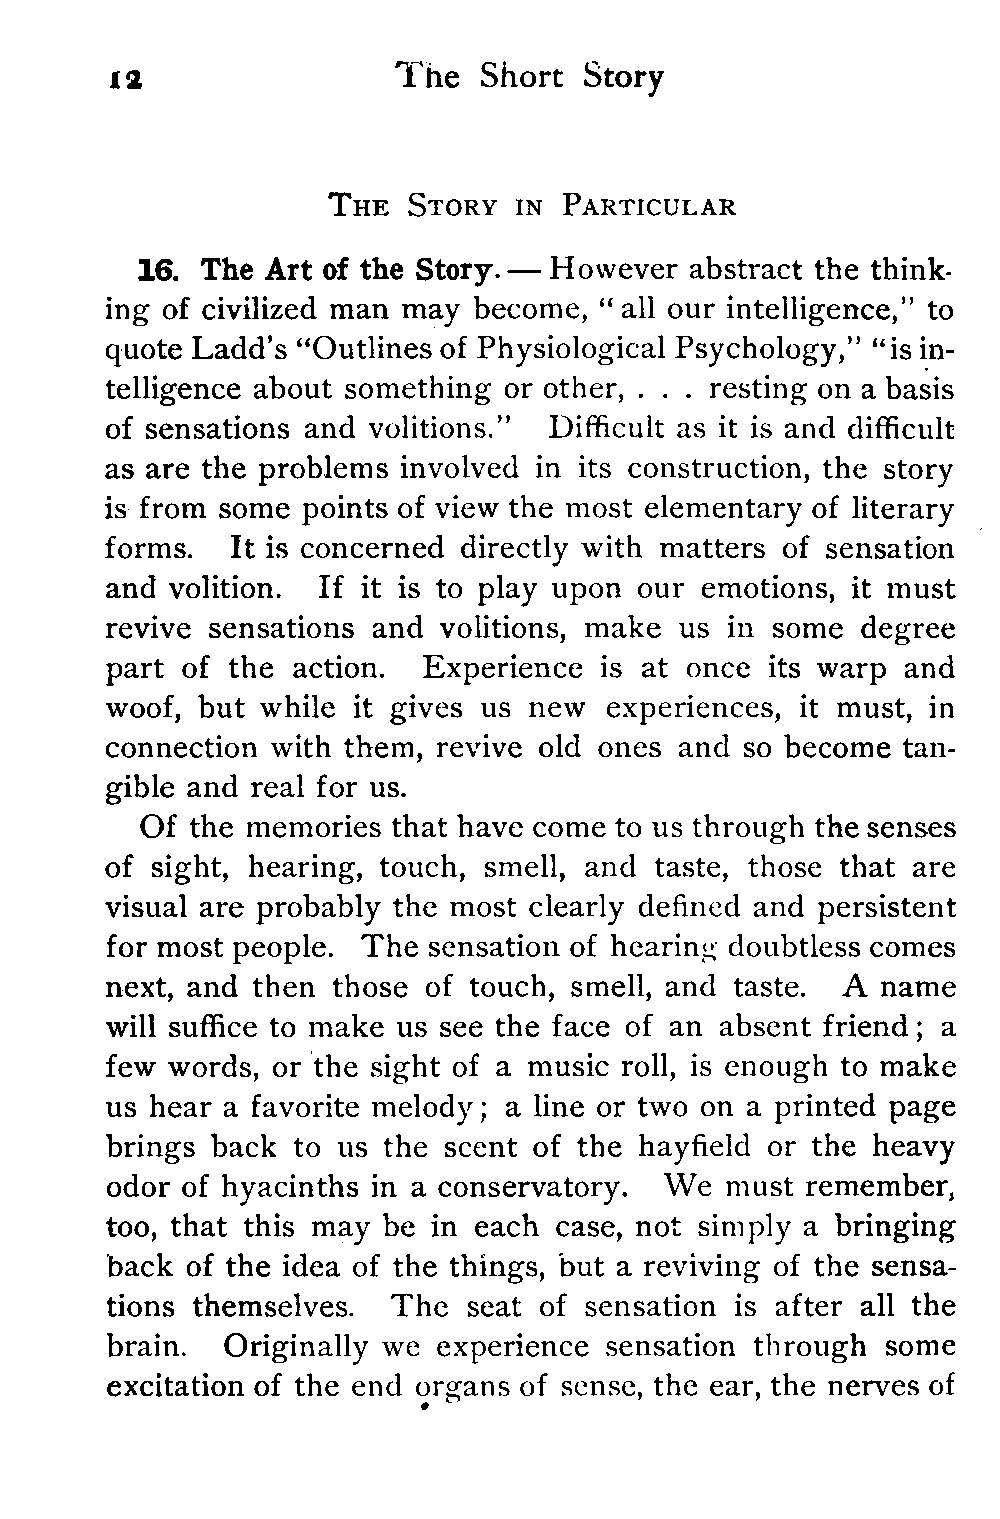 12 The Short Story
THE STORY IN PARTICULAR
16. The Art of the Story. — However abstract the think-
ing of civilized man may become, “all our intelligence,” to
quote Ladd’s “Outlines of Physiological Psychology,” “is in-
telligence about something or other, . . . resting on a basis
of sensations and volitions.” Difficult as it is and difficult
as are the problems involved in its construction, the story
is from some points of view the most elementary of literary
forms. It is concerned directly with matters of sensation
and volition. If it is to play upon our emotions, it must
revive sensations and volitions, make us in some degree
part of the action. Experience is at once its warp and
woof, but while it gives us new experiences, it must, in
connection with them, revive old ones and so become tan-
gible and real for us.
Of the memories that have come to us through the senses
of sight, hearing, touch, smell, and taste, those that are
visual are probably the most clearly defined and persistent
for most people. The sensation of hearing doubtless comes
next, and then those of touch, smell, and taste. A name
will suffice to make us see the face of an absent friend; a
few words, or the sight of a music roll, is enough to make
us hear a favorite melody; a line or two on a printed page
brings back to us the scent of the hayfield or the heavy
odor of hyacinths in a conservatory. We must remember,
too, that this may be in each case, not simply a bringing
back of the idea of the things, but a reviving of the sensa-
tions themselves. The seat of sensation is after all the
brain. Originally we experience sensation through some
excitation of the end organs of sense, the ear, the nerves of